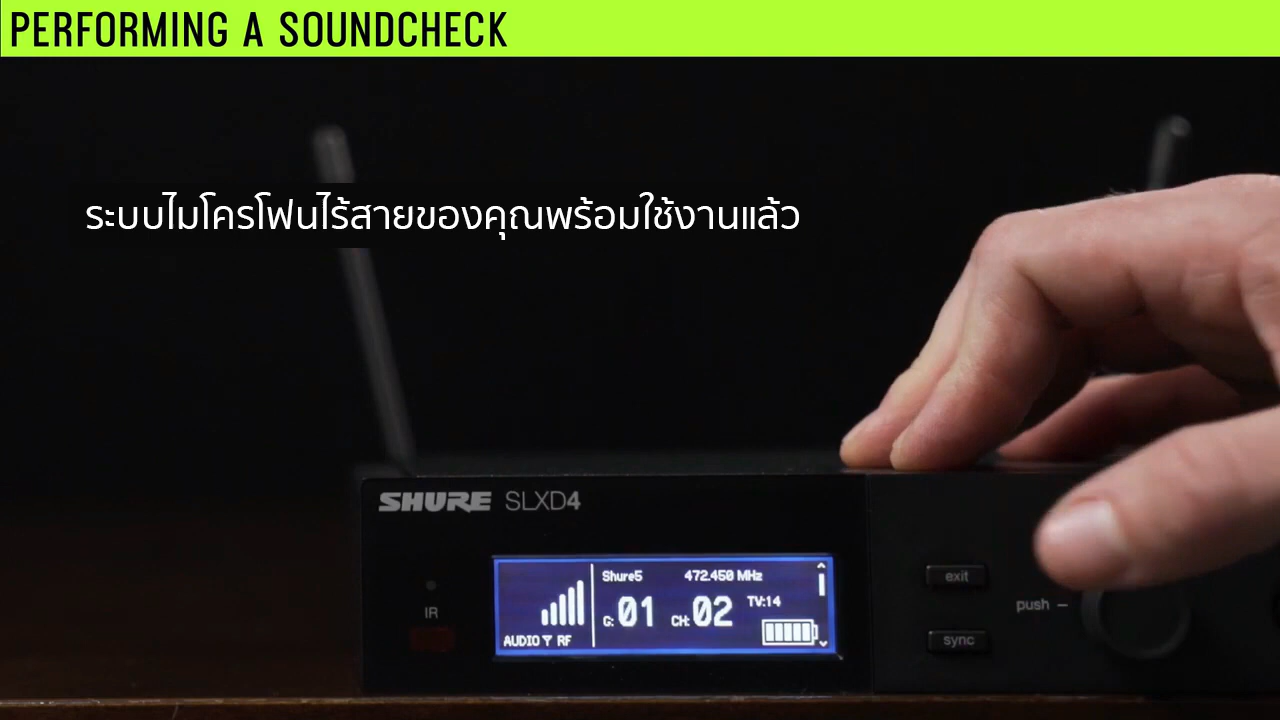 PERFORMING A SOUNDCHECK
ระบบไมโครโฟนไร้สายของคุณพร้อมใช้งานแล้ว
SHURE SLXD4
Shure5 472.450 MHz
G: 01 CH: 02 TV:14
AUDIO RF
IR
exit
push
sync